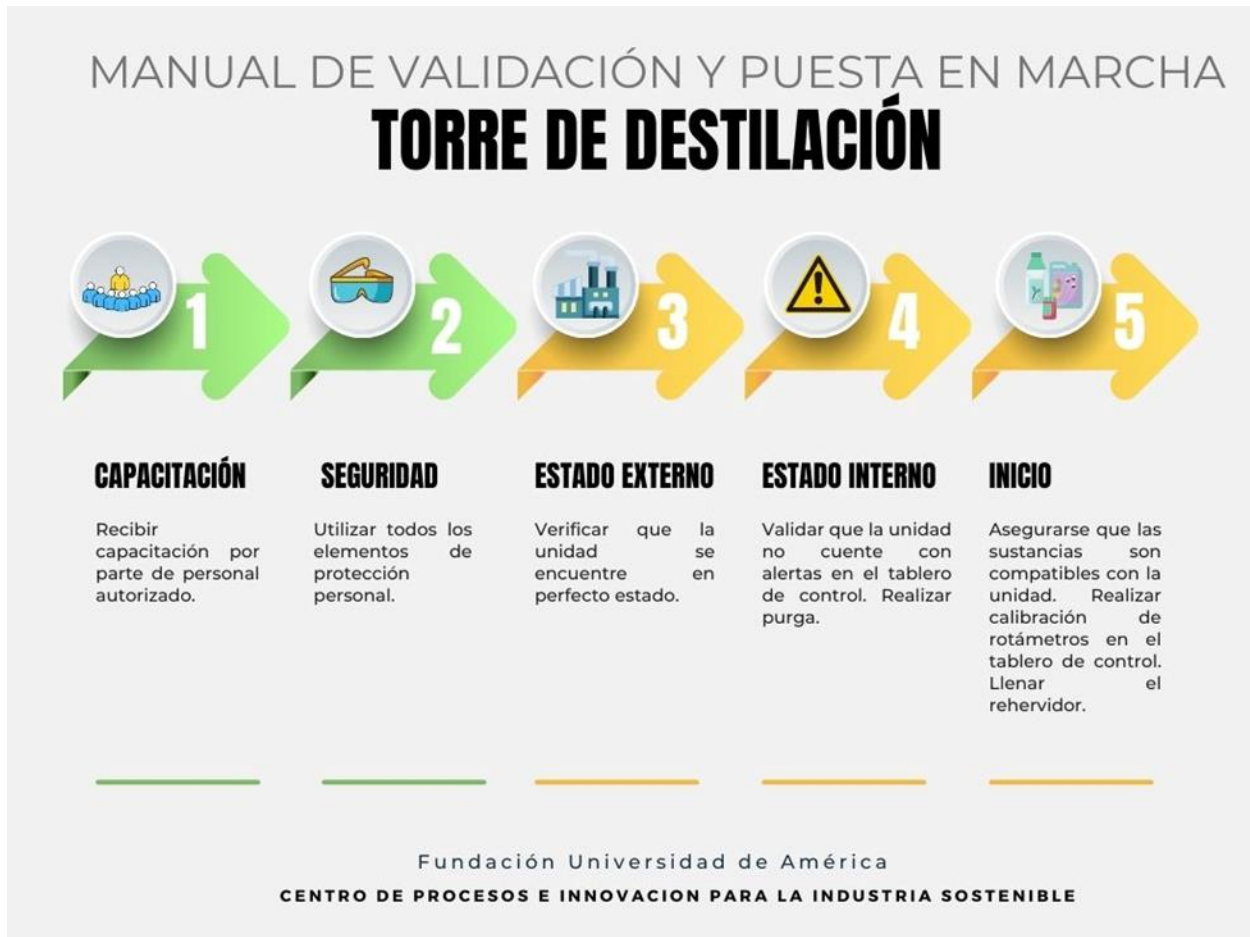 MANUAL DE VALIDACIÓN Y PUESTA EN MARCHA
TORRE DE DESTILACIÓN
1
2
3
4
5
CAPACITACIÓN
Recibir
capacitación por
parte de personal
autorizado.
SEGURIDAD
Utilizar todos los
elementos de
protección
personal.
ESTADO EXTERNO
Verificar que la
unidad se
encuentre en
perfecto estado.
ESTADO INTERNO
Validar que la unidad
no cuente con
alertas en el tablero
de control. Realizar
purga.
INICIO
Asegurarse que las
sustancias son
compatibles con la
unidad. Realizar
calibración de
rotámetros en el
tablero de control.
Llenar el
rehervidor.
Fundación Universidad de América
CENTRO DE PROCESOS E INNOVACION PARA LA INDUSTRIA SOSTENIBLE